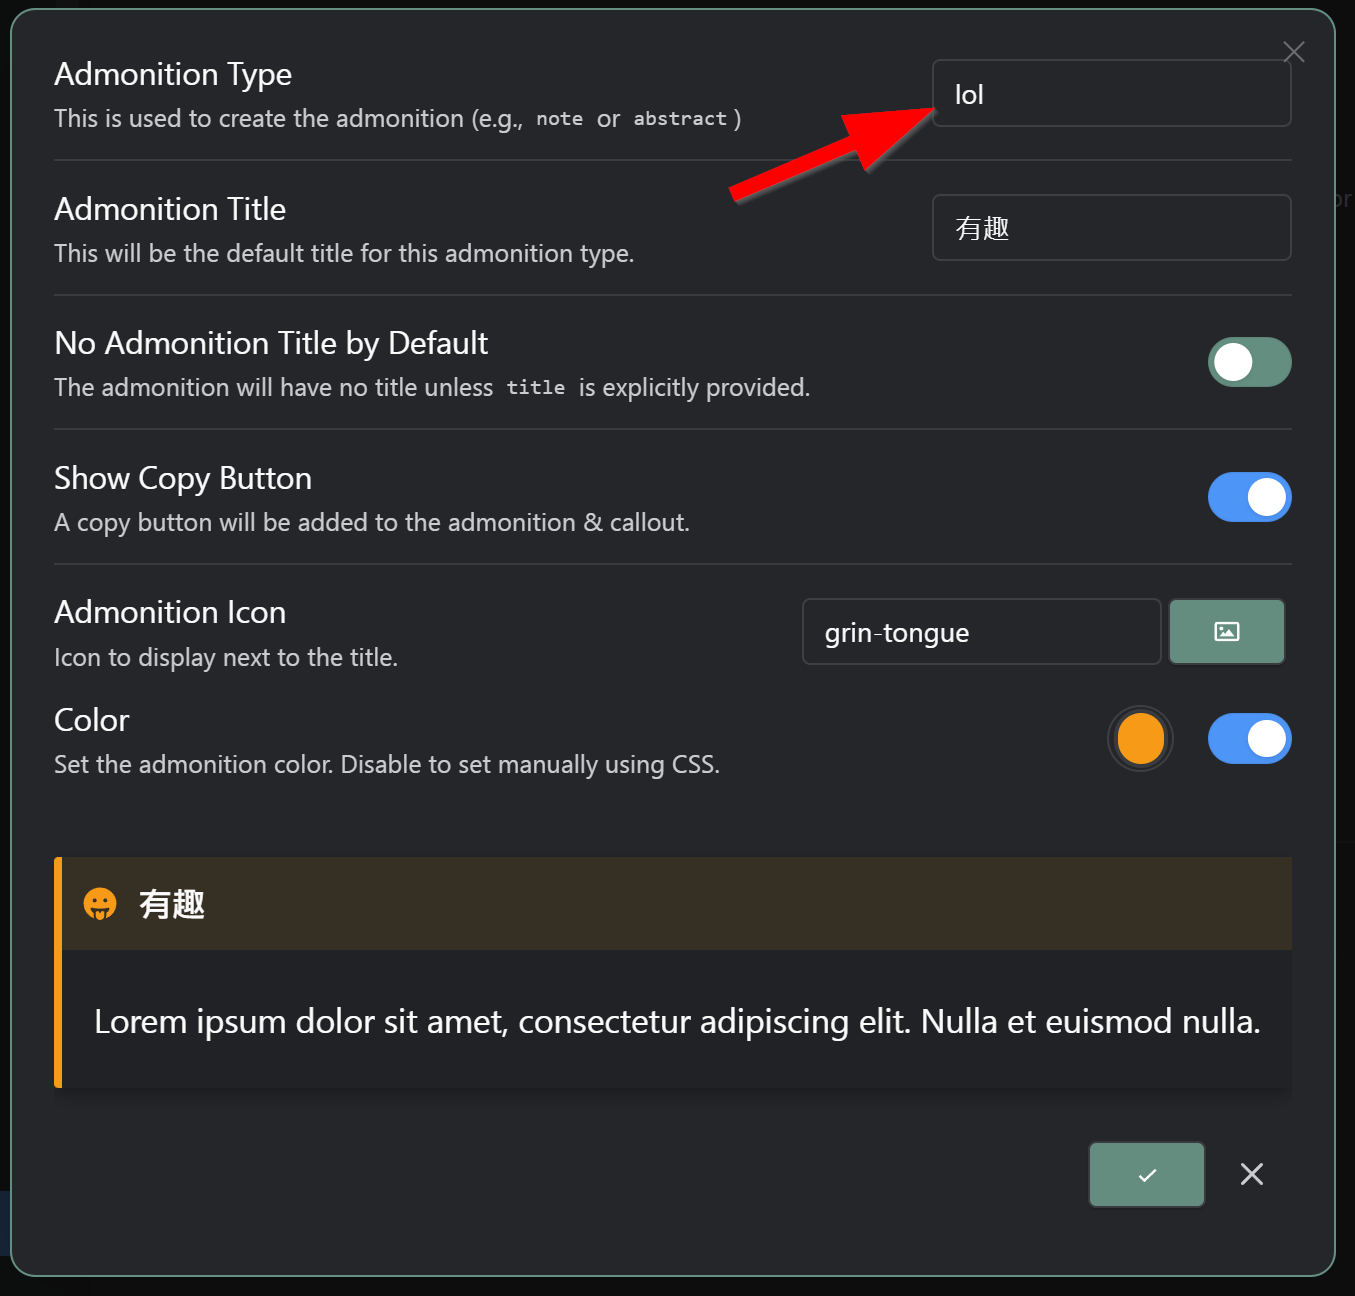 Admonition Type
lol
This is used to create the admonition (e.g., note or abstract )
Admonition Title
有趣
This will be the default title for this admonition type.
No Admonition Title by Default
The admonition will have no title unless title is explicitly provided.
Show Copy Button
A copy button will be added to the admonition & callout.
Admonition Icon
grin-tongue
Icon to display next to the title.
Color
Set the admonition color. Disable to set manually using CSS.
有趣
Lorem ipsum dolor sit amet, consectetur adipiscing elit. Nulla et euismod nulla.